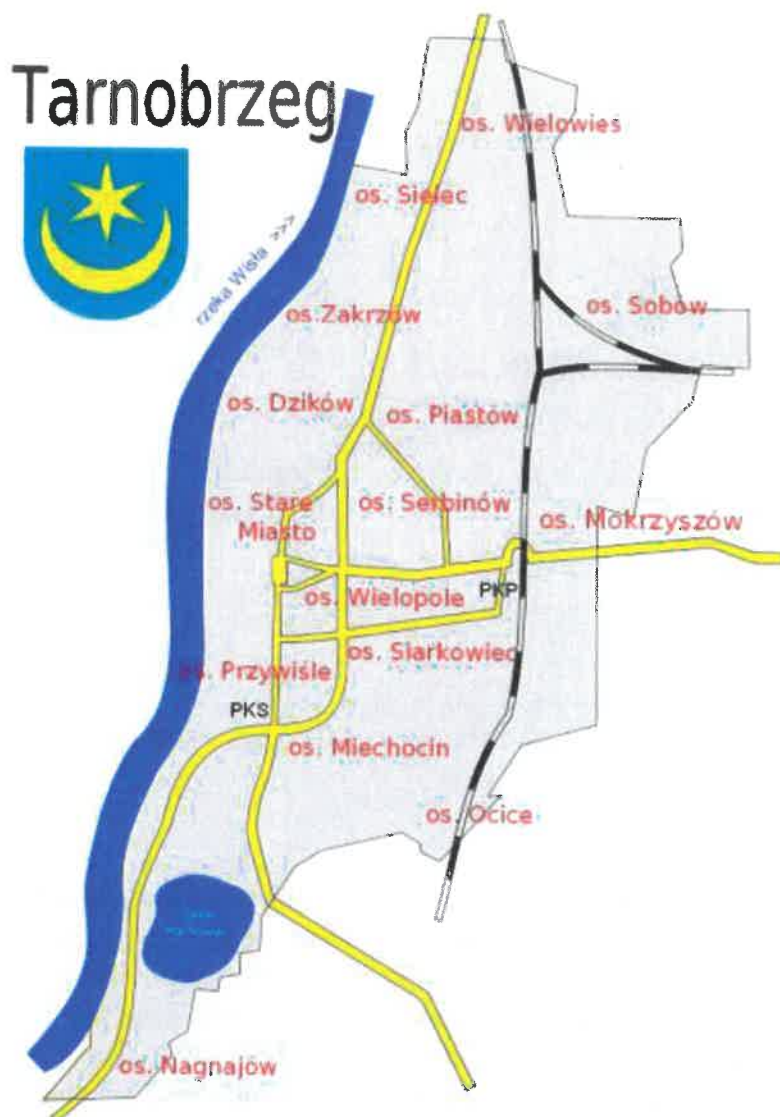 Tarnobrzeg
os. Wielowieś
os. Sielec
rzeka Wisła >>>
os. Sobów
os.Zakrzów
os. Dzików
os. Piastów
os. Stare
Miasto
os. Serbinów
os. Mokrzyszów
os. Wielopole
PKP
os. Siarkowiec
os. Przywiśle
PKS
os. Miechocin
os. Ocice
os. Nagnajów